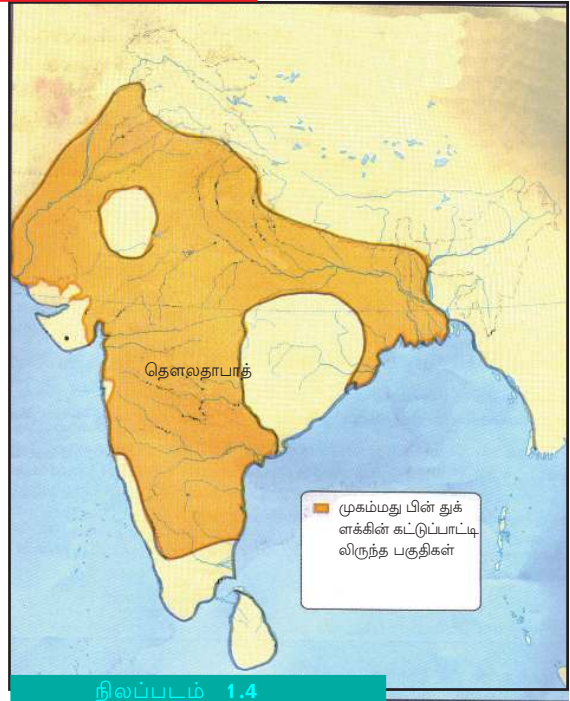 தௌலதாபாத்
முகம்மது பின் துக்
ளக்கின் கட்டுப்பாட்டி
லிருந்த பகுதிகள்
நிலப்படம் 1.4